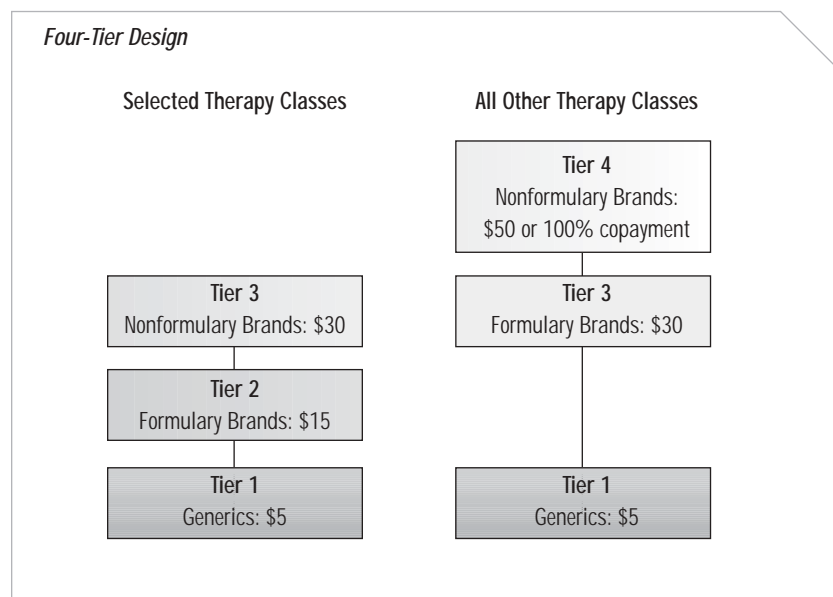 Four-Tier Design
Selected Therapy Classes
Tier 3
Nonformulary Brands: $30
Tier 2
Formulary Brands: $15
Tier 1
Generics: $5
All Other Therapy Classes
Tier 4
Nonformulary Brands:
$50 or 100% copayment
Tier 3
Formulary Brands: $30
Tier 1
Generics: $5